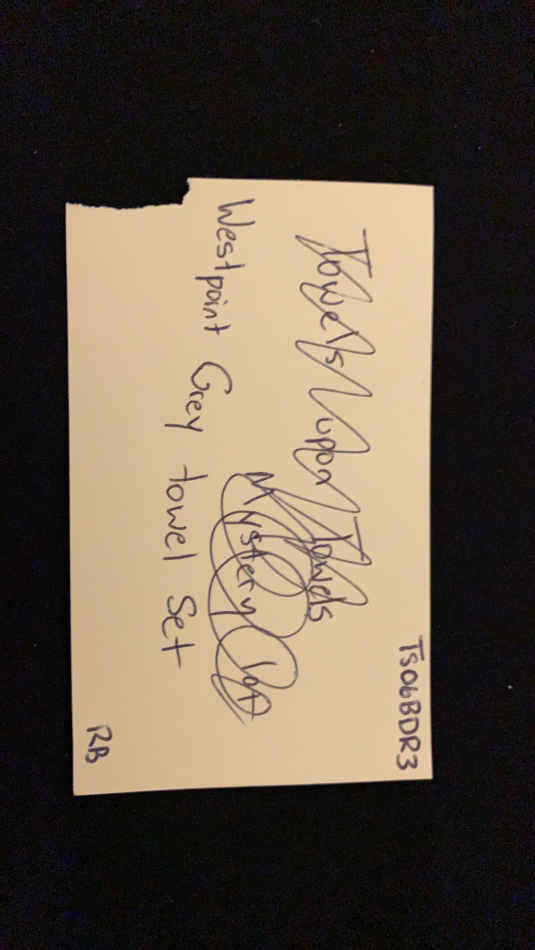 TS06BDR3
Towels upon Towels
Mystery
Westpoint Grey towel Set
RB